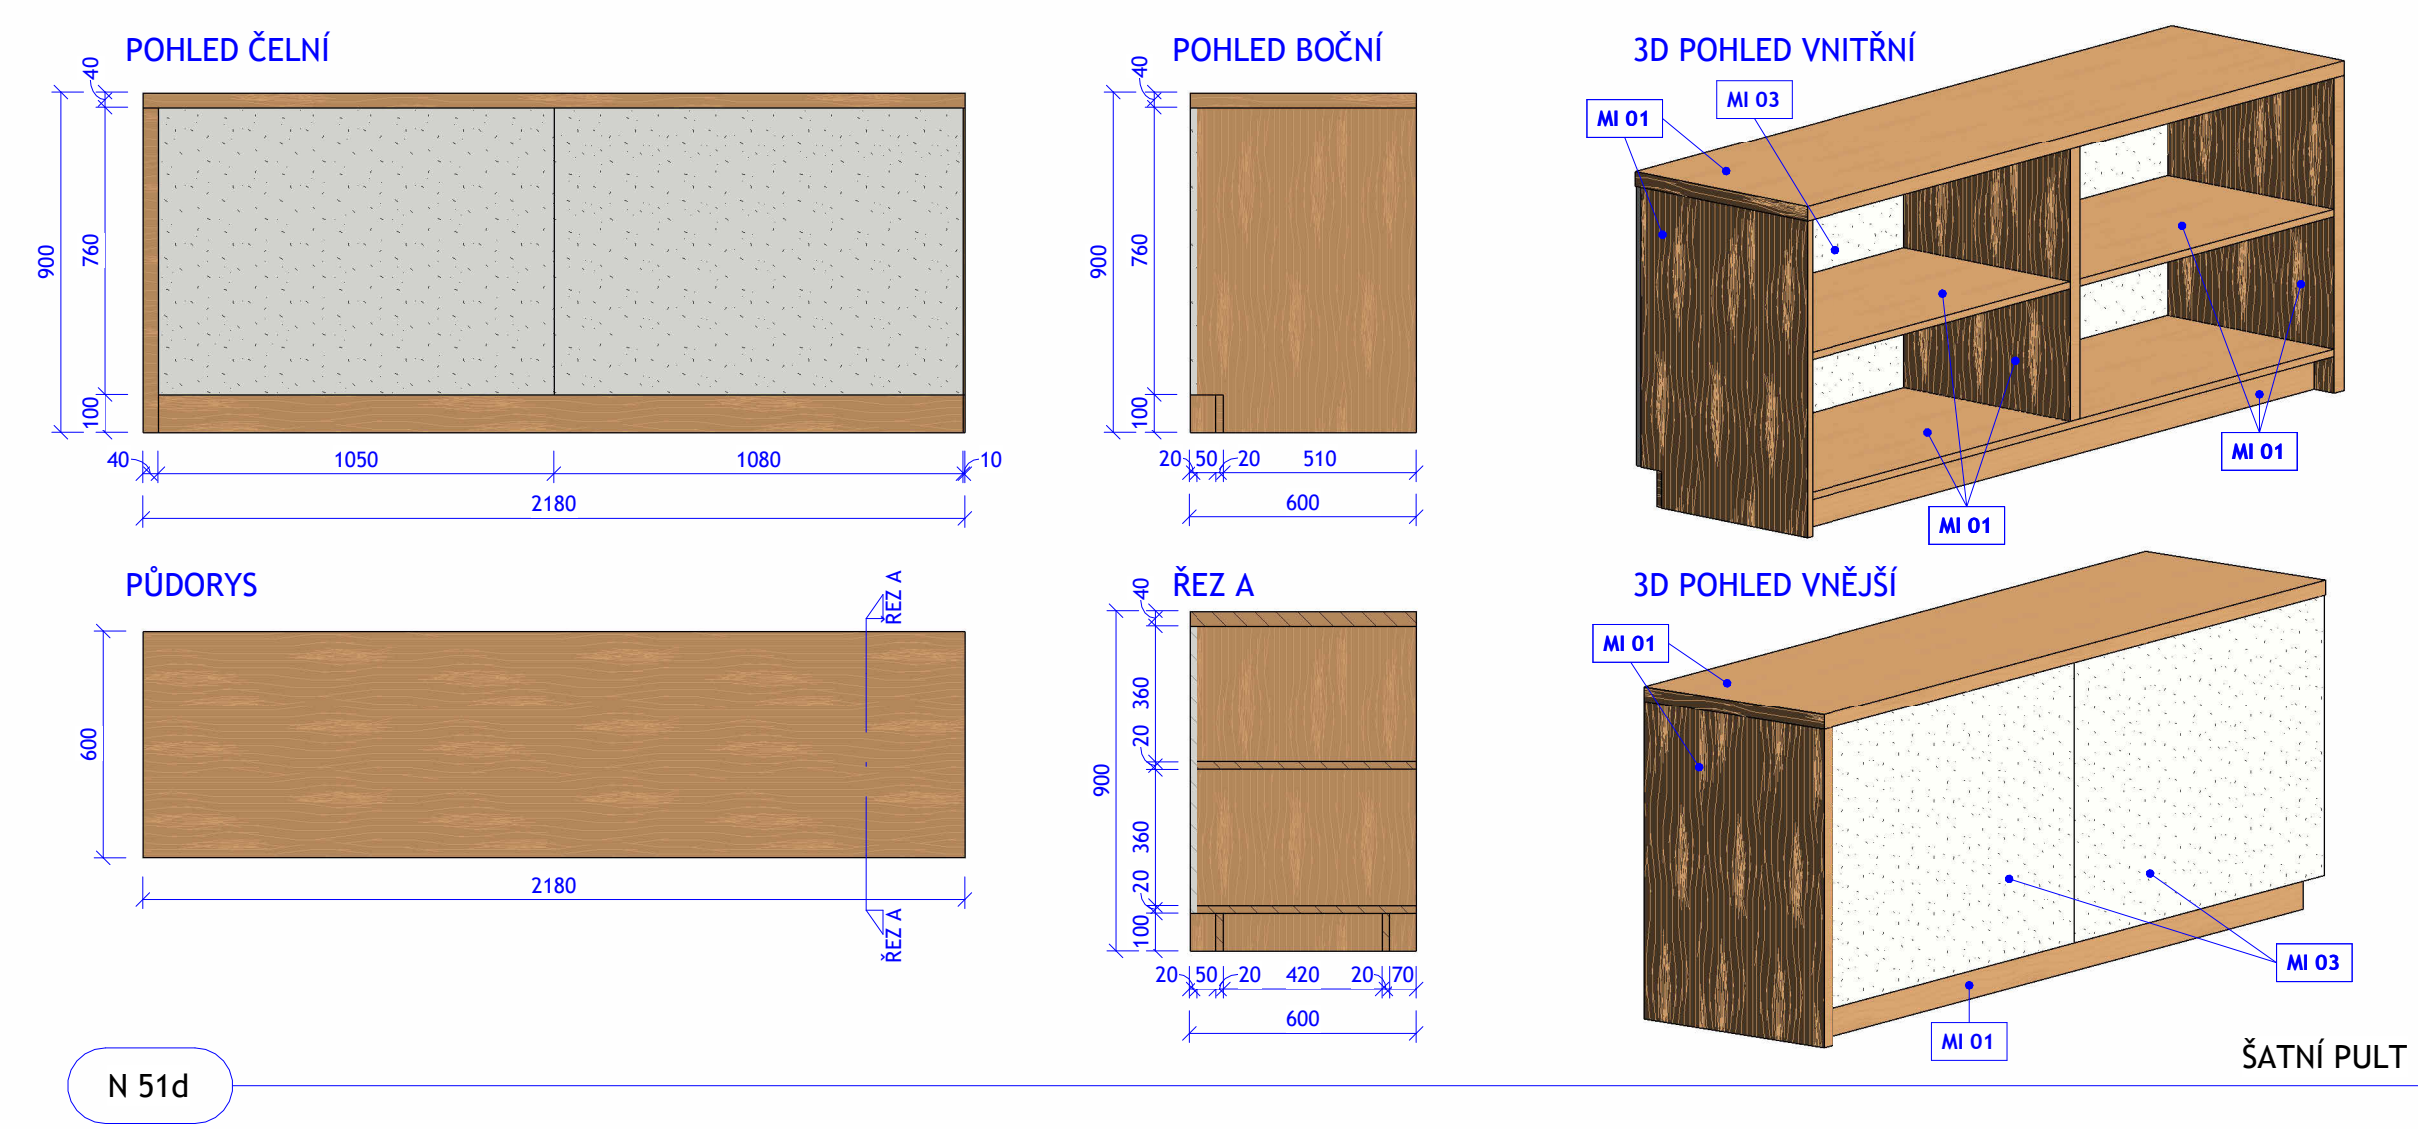 POHLED ČELNÍ
40
900
760
100
40
1050
1080
10
2180
POHLED BOČNÍ
40
900
760
100
20
50
20
510
600
3D POHLED VNITŘNÍ
MI 01
MI 03
MI 01
MI 01
PŮDORYS
ŘEZ A
600
2180
ŘEZ A
ŘEZ A
40
360
20
900
360
20
100
20
50
20
420
20
70
600
3D POHLED VNĚJŠÍ
MI 01
MI 03
MI 01
ŠATNÍ PULT
N 51d